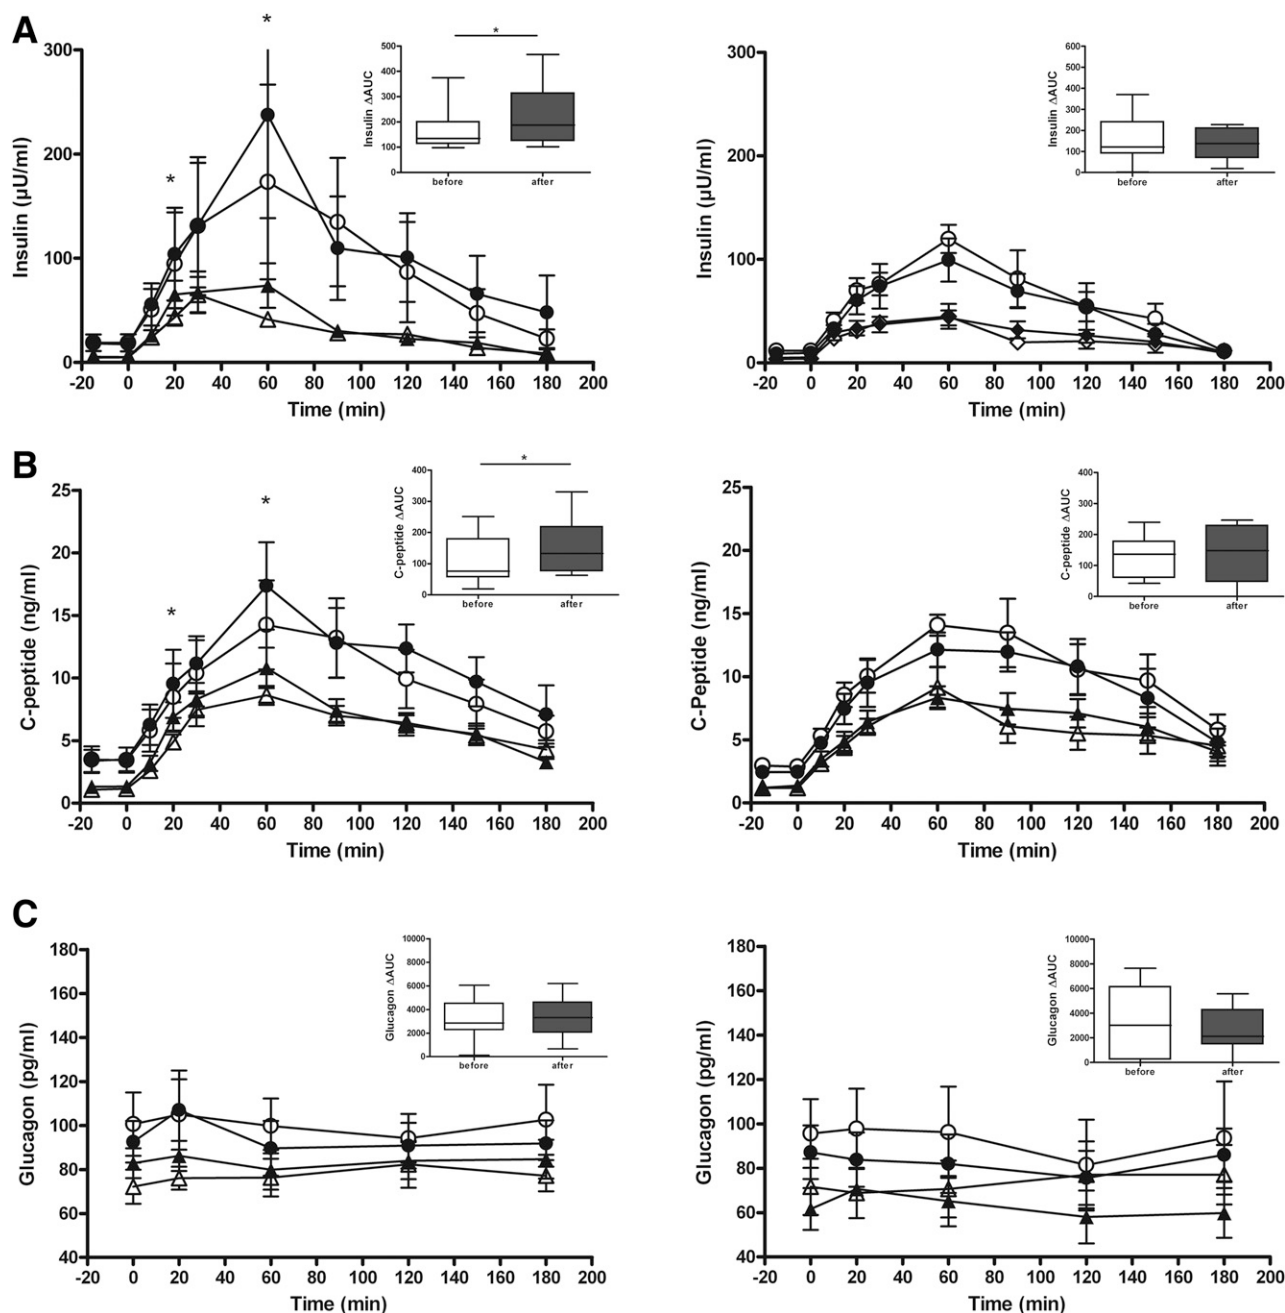 A
*
*
300
200
100
0
Insulin (µU/ml)
-20 0 20 40 60 80 100 120 140 160 180 200
Time (min)
*
500
400
300
200
100
0
Insulin ΔAUC
before after
300
200
100
0
Insulin (µU/ml)
-20 0 20 40 60 80 100 120 140 160 180 200
Time (min)
600
500
400
300
200
100
0
Insulin ΔAUC
before after
B
*
*
25
20
15
10
5
0
C-peptide (ng/ml)
-20 0 20 40 60 80 100 120 140 160 180 200
Time (min)
*
400
300
200
100
0
C-peptide ΔAUC
before after
25
20
15
10
5
0
C-Peptide (ng/ml)
-20 0 20 40 60 80 100 120 140 160 180 200
Time (min)
400
300
200
100
0
C-peptide ΔAUC
before after
C
180
160
140
120
100
80
60
40
Glucagon (pg/ml)
-20 0 20 40 60 80 100 120 140 160 180 200
Time (min)
10000
8000
6000
4000
2000
0
Glucagon ΔAUC
before after
180
160
140
120
100
80
60
40
Glucagon (pg/ml)
-20 0 20 40 60 80 100 120 140 160 180 200
Time (min)
10000
8000
6000
4000
2000
0
Glucagon ΔAUC
before after